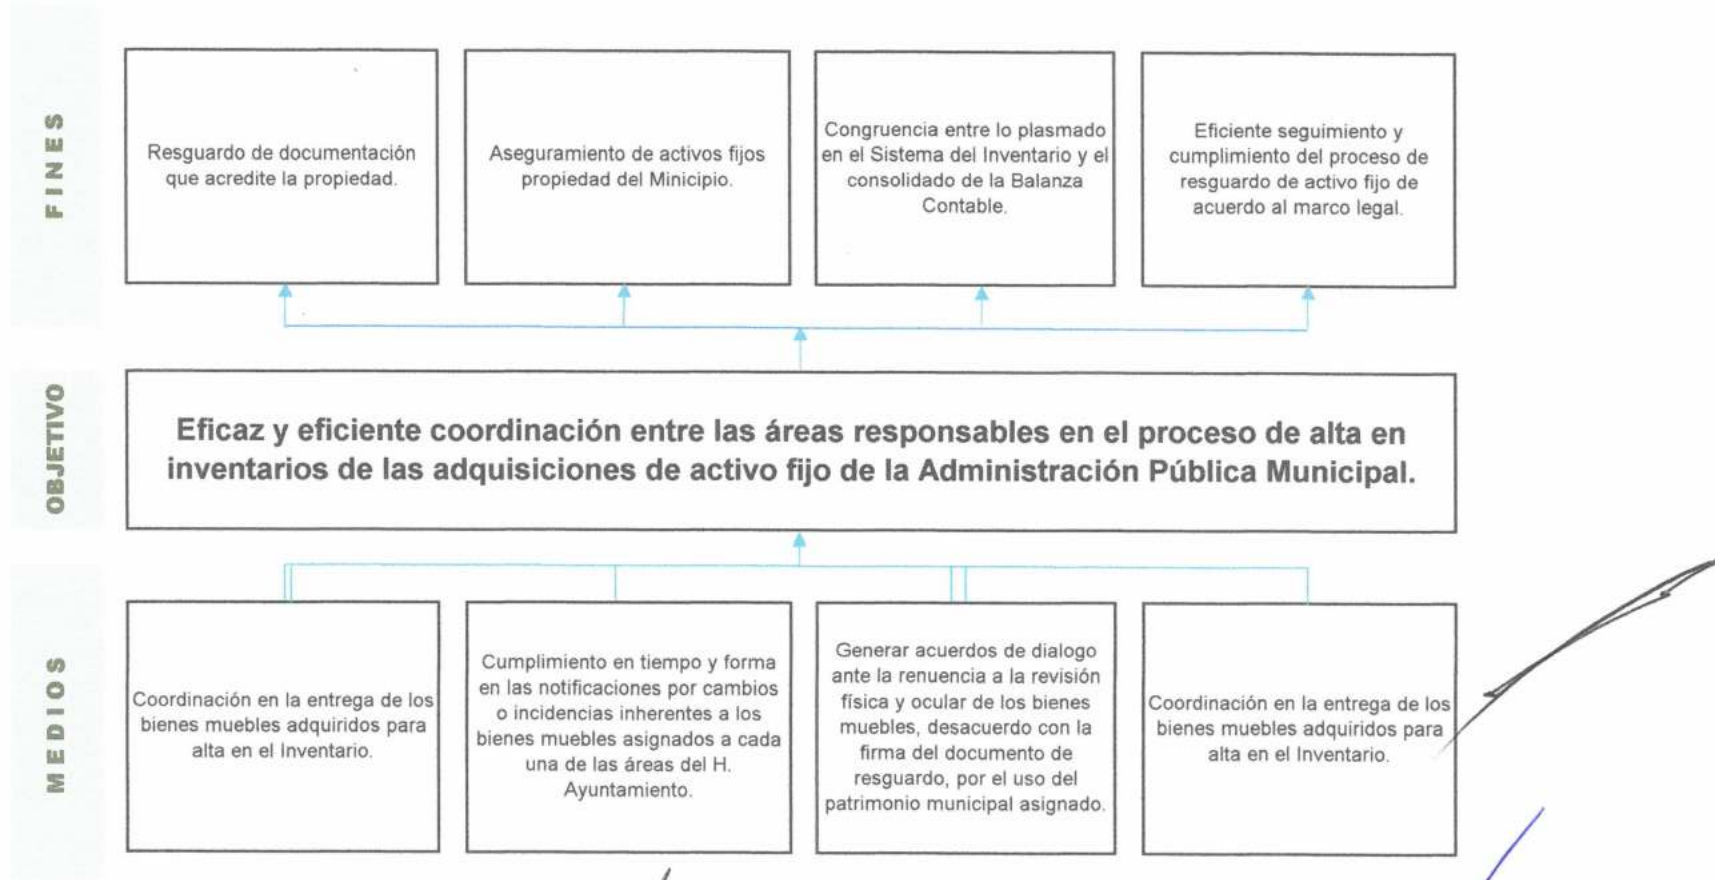 FINES
Resguardo de documentación
que acredite la propiedad.
Aseguramiento de activos fijos
propiedad del Minicipio.
Congruencia entre lo plasmado
en el Sistema del Inventario y el
consolidado de la Balanza
Contable.
Eficiente seguimiento y
cumplimiento del proceso de
resguardo de activo fijo de
acuerdo al marco legal.
OBJETIVO
Eficaz y eficiente coordinación entre las áreas responsables en el proceso de alta en
inventarios de las adquisiciones de activo fijo de la Administración Pública Municipal.
MEDIOS
Coordinación en la entrega de los
bienes muebles adquiridos para
alta en el Inventario.
Cumplimiento en tiempo y forma
en las notificaciones por cambios
o incidencias inherentes a los
bienes muebles asignados a cada
una de las áreas del H.
Ayuntamiento.
Generar acuerdos de dialogo
ante la renuencia a la revisión
física y ocular de los bienes
muebles, desacuerdo con la
firma del documento de
resguardo, por el uso del
patrimonio municipal asignado.
Coordinación en la entrega de los
bienes muebles adquiridos para
alta en el Inventario.